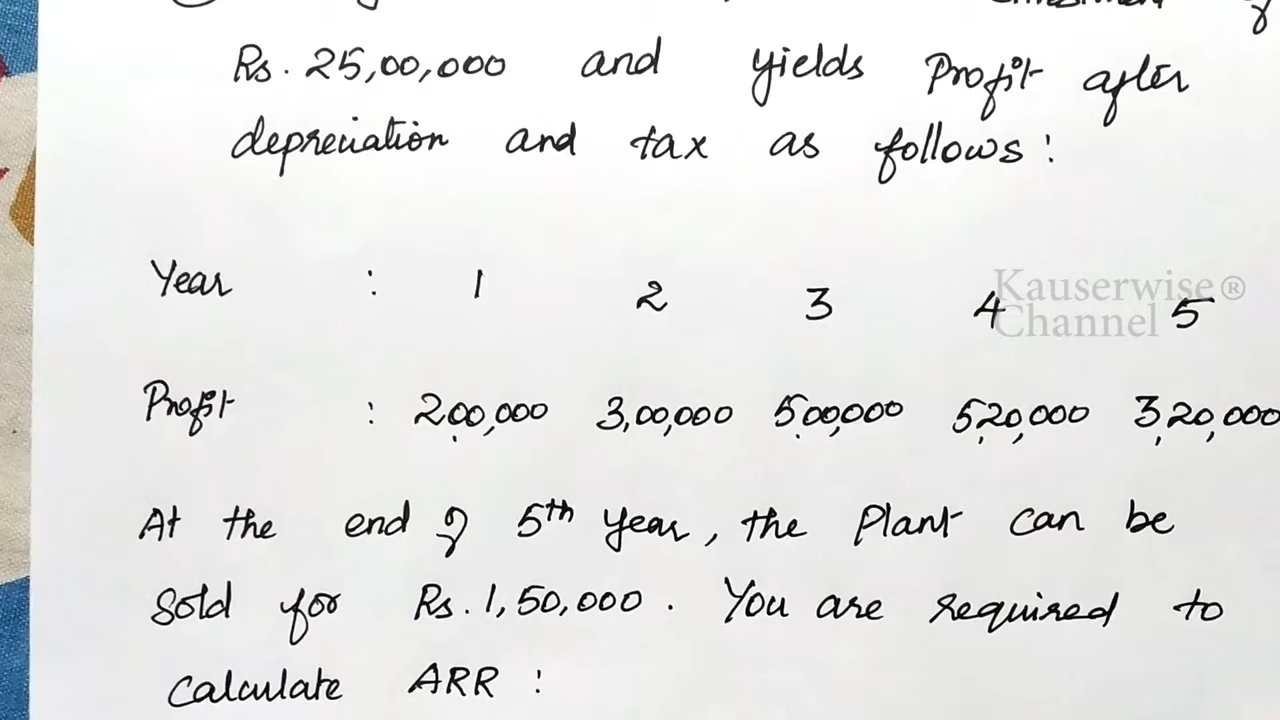 Rs. 25,00,000 and yields Profit after
depreciation and tax as follows:
Year : 1 2 3 4 5
Kauserwise®
Channel
Profit : 2,00,000 3,00,000 5,00,000 5,20,000 3,20,000
At the end of 5th year, the Plant can be
sold for Rs. 1,50,000. You are required to
calculate ARR: